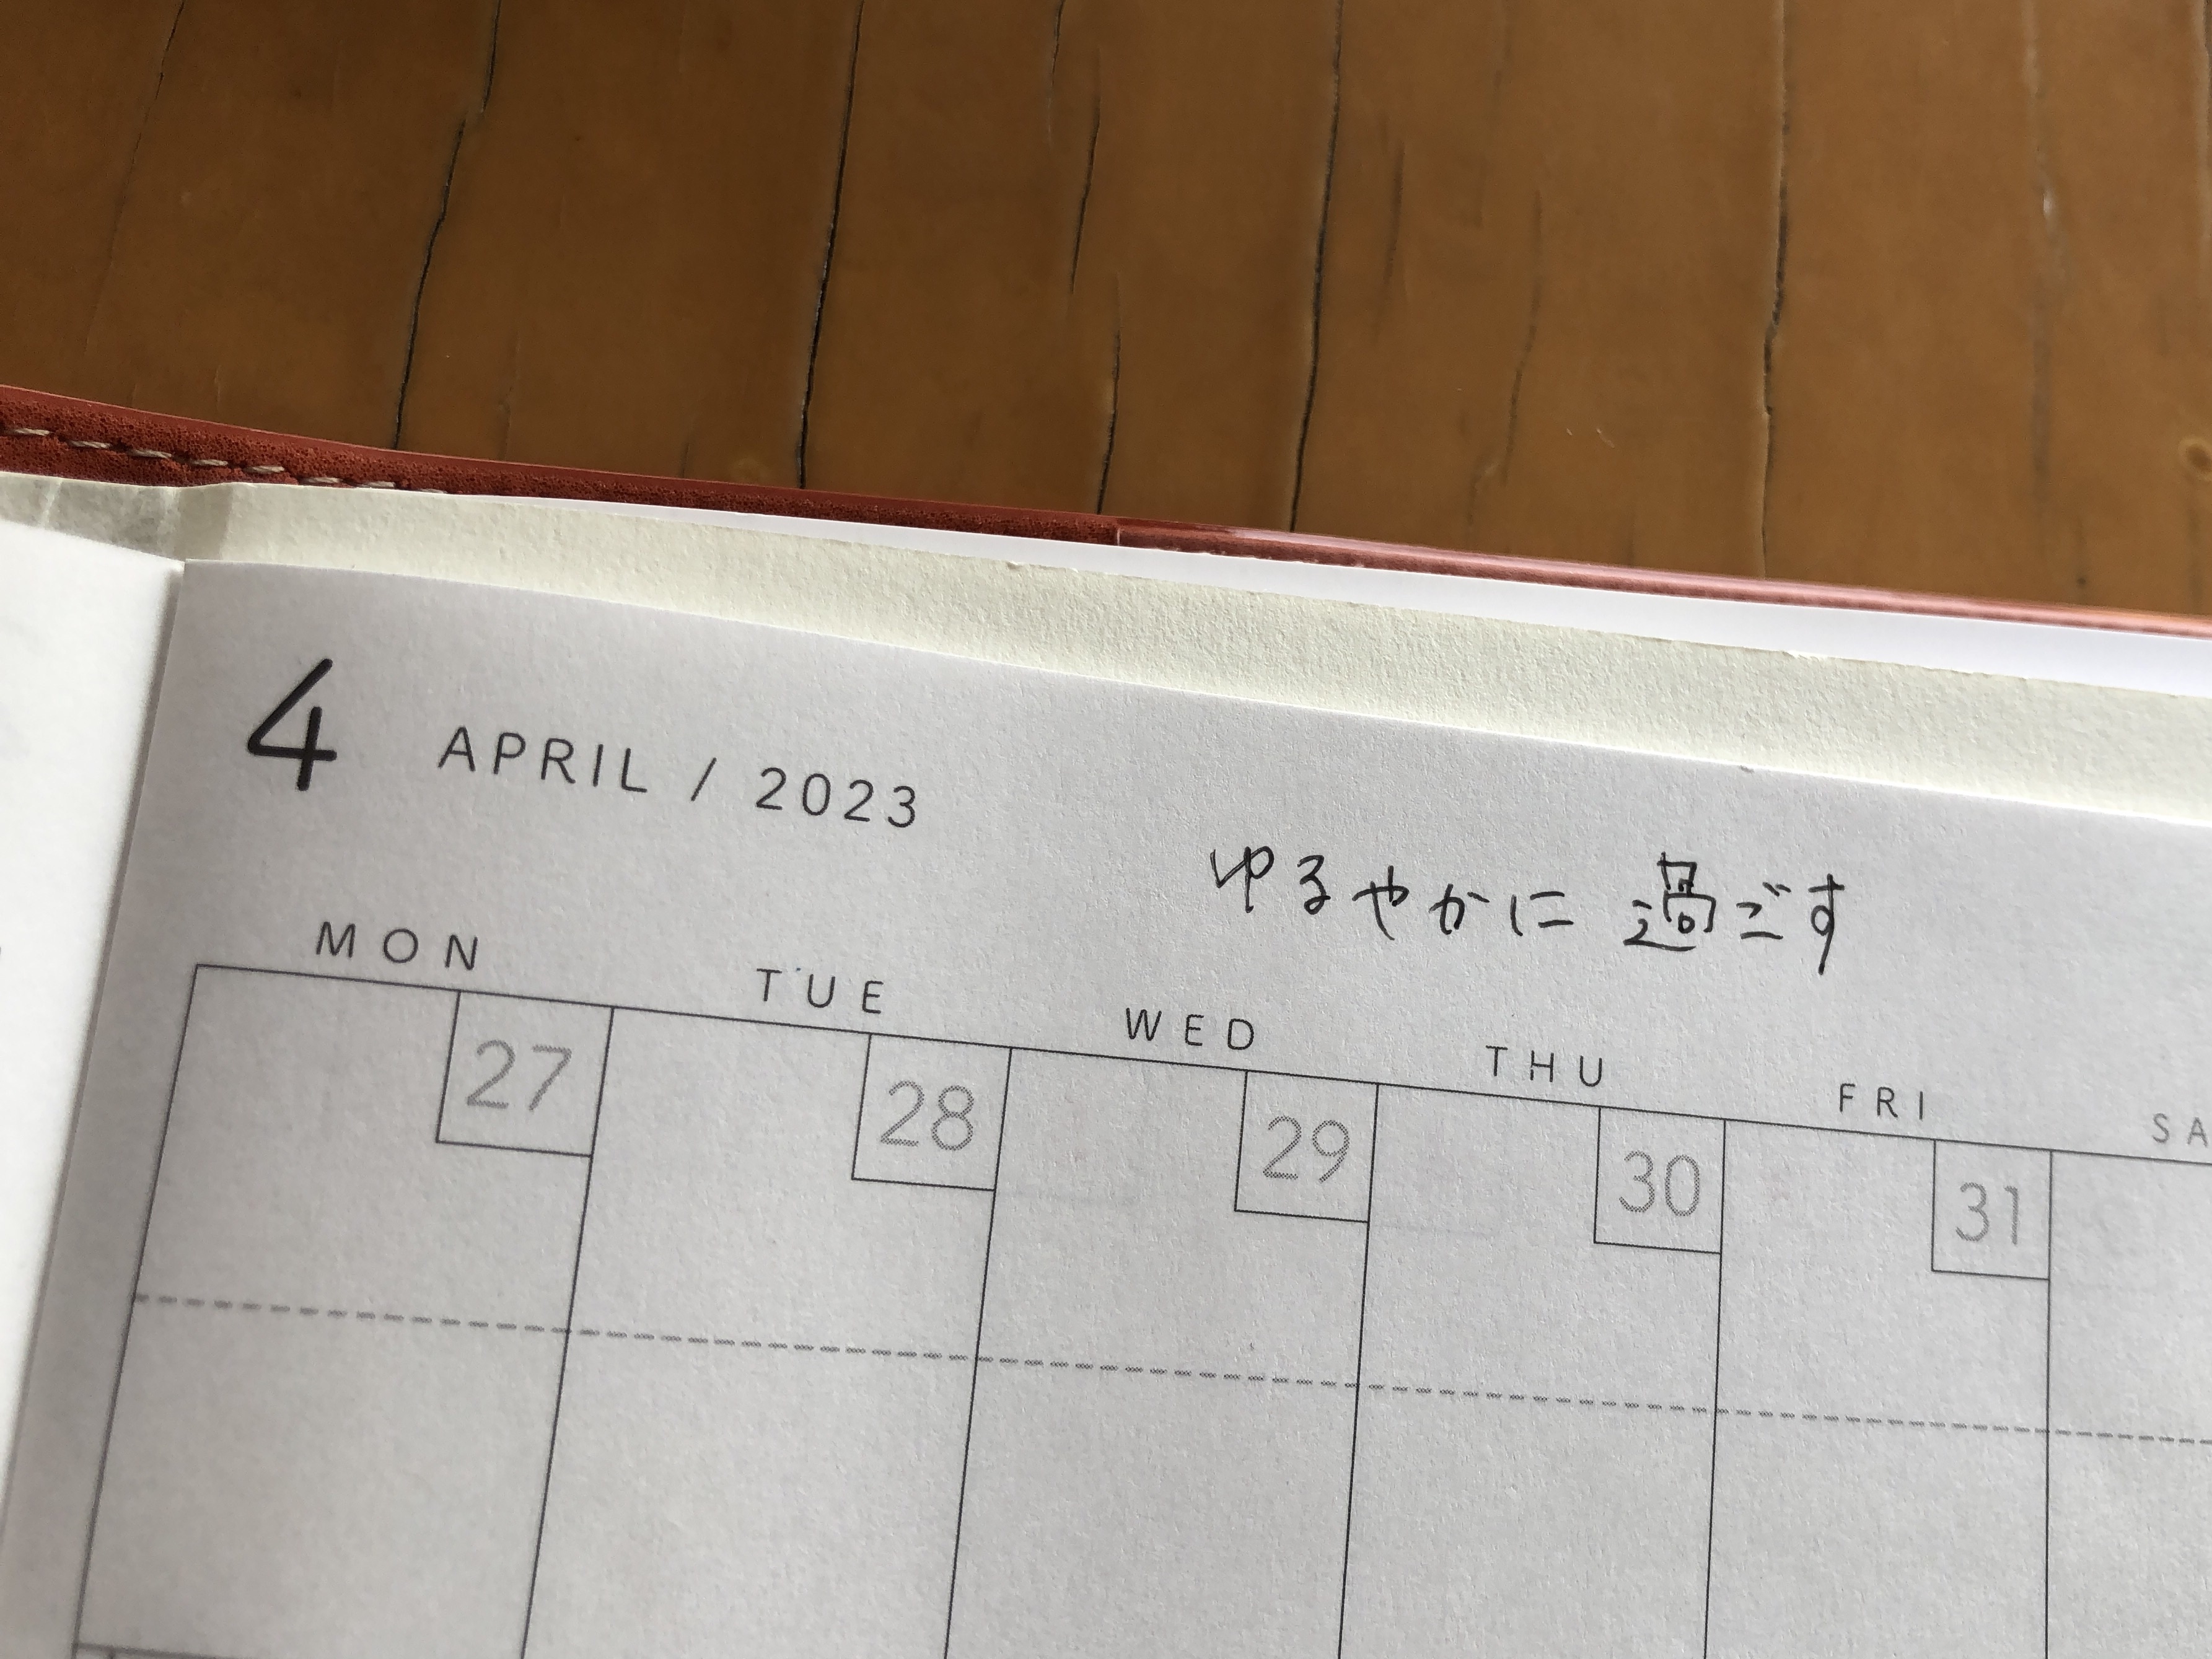 4 APRIL / 2023
ゆるやかに 過ごす
MON TUE WED THU FRI SA
27 28 29 30 31